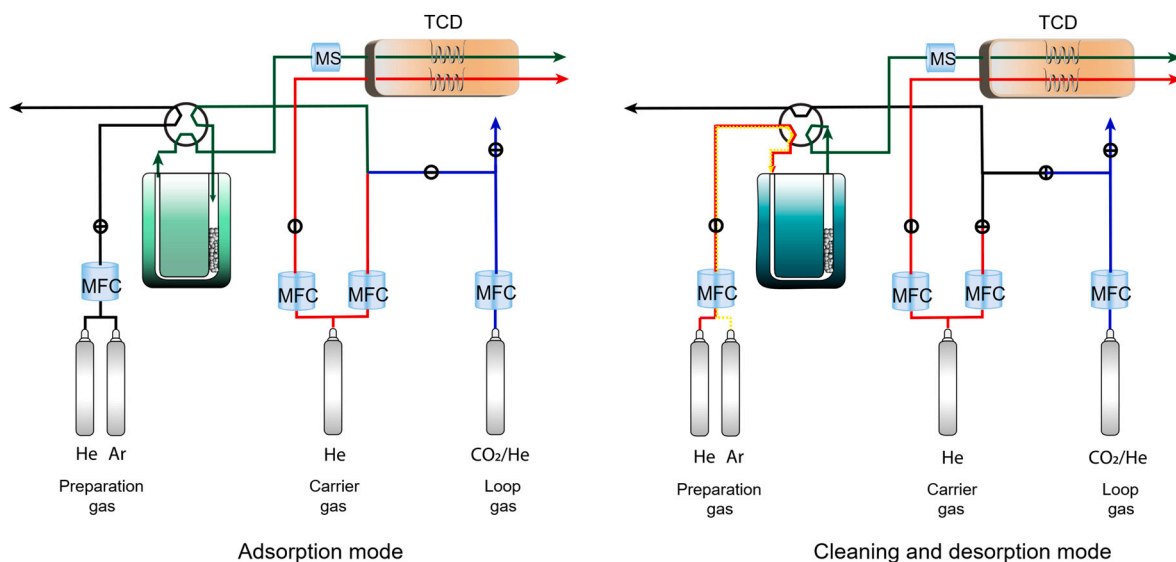 TCD
MS
MFC
MFC
MFC
MFC
He
Ar
He
CO₂/He
Preparation
gas
Carrier
gas
Loop
gas
Adsorption mode
TCD
MS
MFC
MFC
MFC
MFC
He
Ar
He
CO₂/He
Preparation
gas
Carrier
gas
Loop
gas
Cleaning and desorption mode